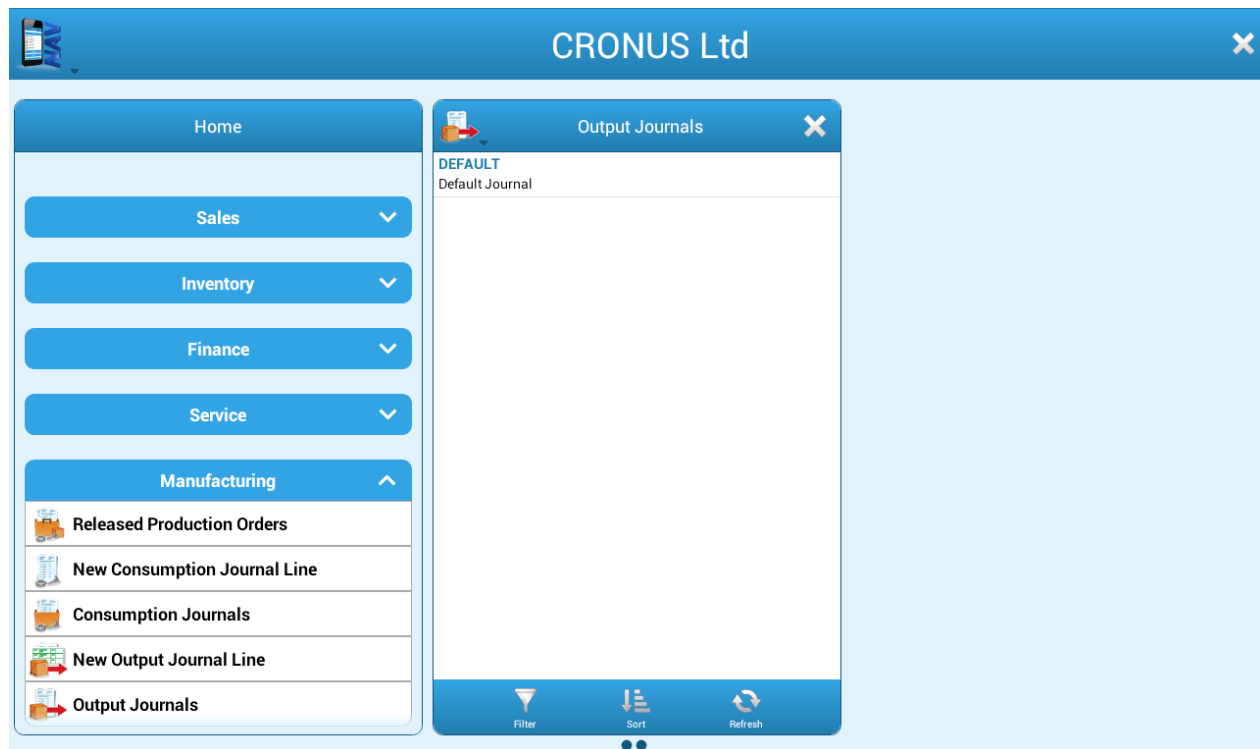 CRONUS Ltd
Home
Sales
Inventory
Finance
Service
Manufacturing
Released Production Orders
New Consumption Journal Line
Consumption Journals
New Output Journal Line
Output Journals
Output Journals
DEFAULT
Default Journal
Filter
Sort
Refresh